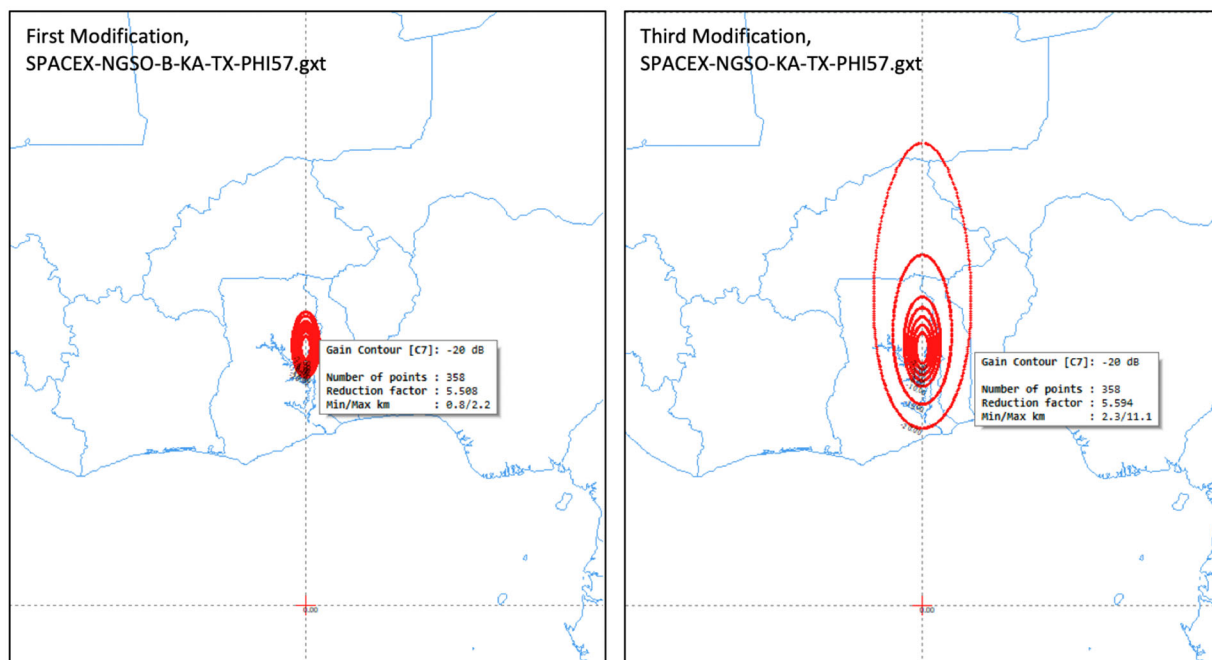 First Modification,
SPACEX-NGSO-B-KA-TX-PHI57.gxt
Gain Contour [C7]: -20 dB
Number of points : 358
Reduction factor : 5.508
Min/Max km : 0.8/2.2
0.00
Third Modification,
SPACEX-NGSO-KA-TX-PHI57.gxt
Gain Contour [C7]: -20 dB
Number of points : 358
Reduction factor : 5.594
Min/Max km : 2.3/11.1
0.00